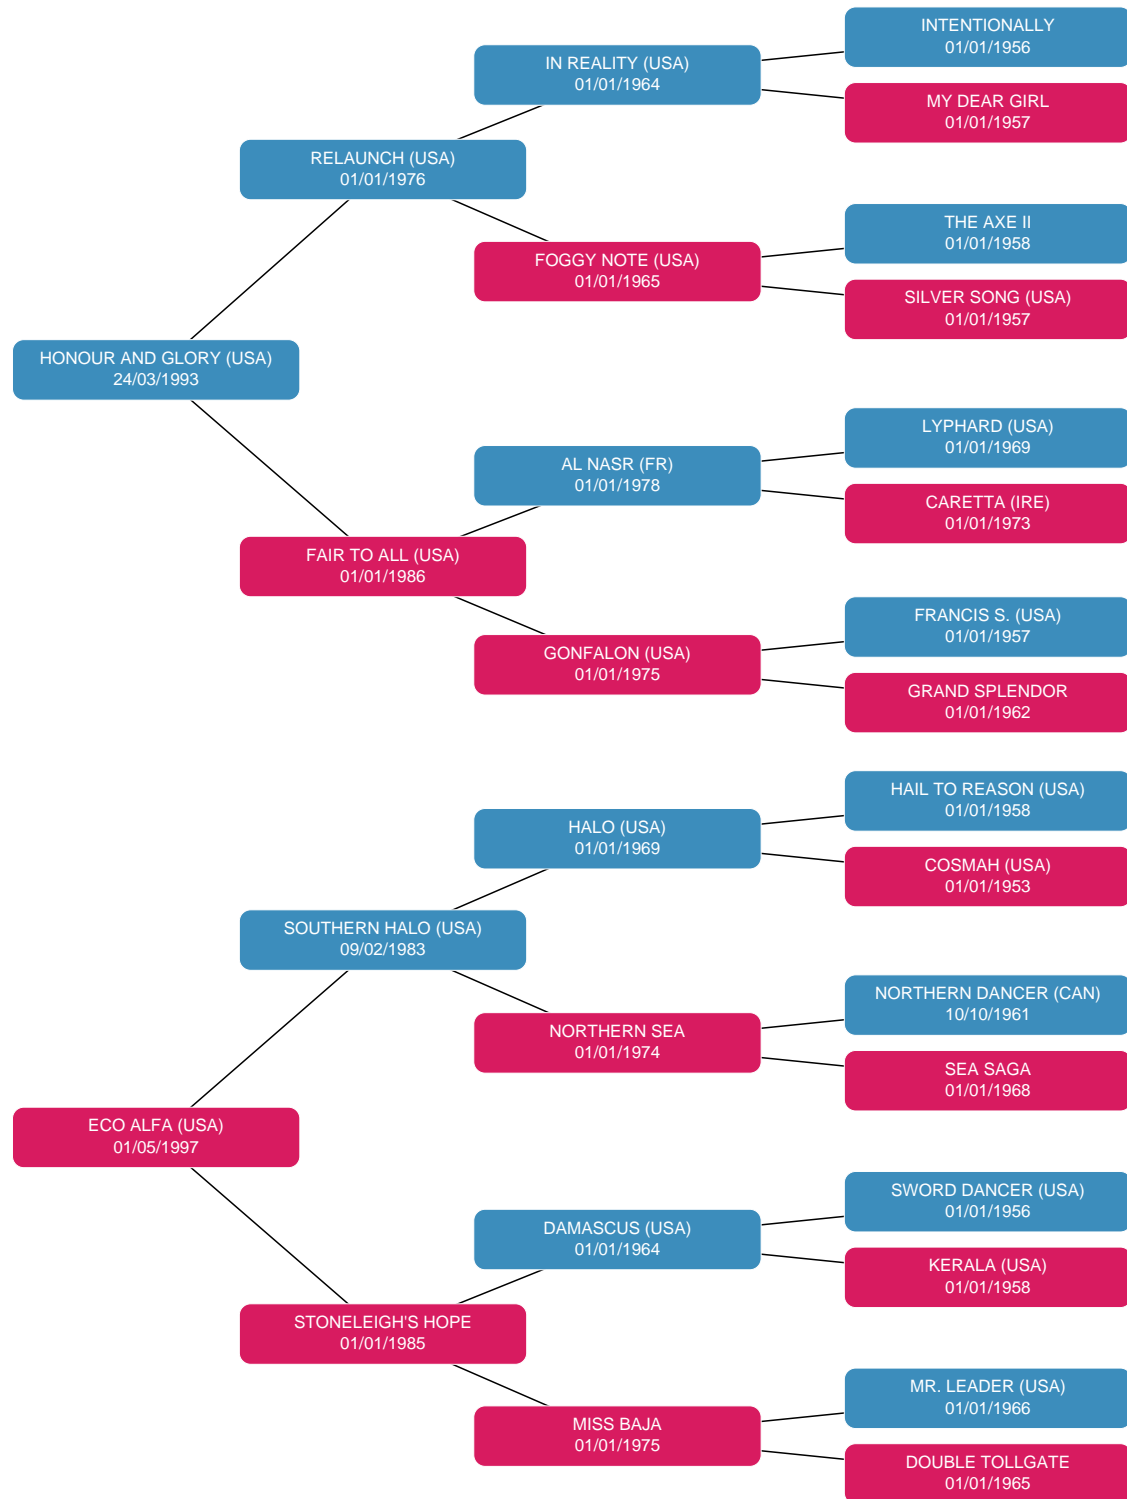 INTENTIONALLY
01/01/1956
IN REALITY (USA)
01/01/1964
MY DEAR GIRL
01/01/1957
RELAUNCH (USA)
01/01/1976
THE AXE II
01/01/1958
FOGGY NOTE (USA)
01/01/1965
SILVER SONG (USA)
01/01/1957
HONOUR AND GLORY (USA)
24/03/1993
LYPHARD (USA)
01/01/1969
AL NASR (FR)
01/01/1978
CARETTA (IRE)
01/01/1973
FAIR TO ALL (USA)
01/01/1986
FRANCIS S. (USA)
01/01/1957
GONFALON (USA)
01/01/1975
GRAND SPLENDOR
01/01/1962
HAIL TO REASON (USA)
01/01/1958
HALO (USA)
01/01/1969
COSMAH (USA)
01/01/1953
SOUTHERN HALO (USA)
09/02/1983
NORTHERN DANCER (CAN)
10/10/1961
NORTHERN SEA
01/01/1974
SEA SAGA
01/01/1968
ECO ALFA (USA)
01/05/1997
SWORD DANCER (USA)
01/01/1956
DAMASCUS (USA)
01/01/1964
KERALA (USA)
01/01/1958
STONELEIGH'S HOPE
01/01/1985
MR. LEADER (USA)
01/01/1966
MISS BAJA
01/01/1975
DOUBLE TOLLGATE
01/01/1965